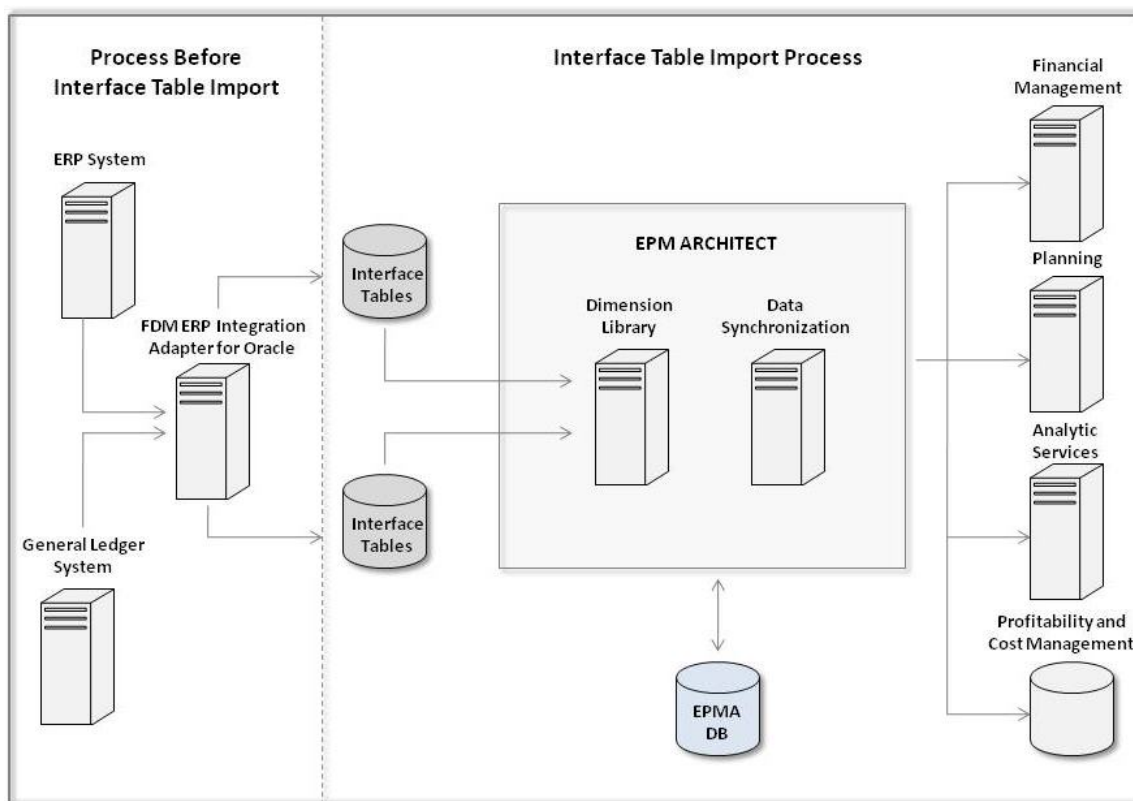 Process Before
Interface Table Import
ERP System
FDM ERP Integration
Adapter for Oracle
General Ledger
System
Interface Table Import Process
Interface
Tables
Interface
Tables
EPM ARCHITECT
Dimension
Library
Data
Synchronization
EPMA
DB
Financial
Management
Planning
Analytic
Services
Profitability and
Cost Management